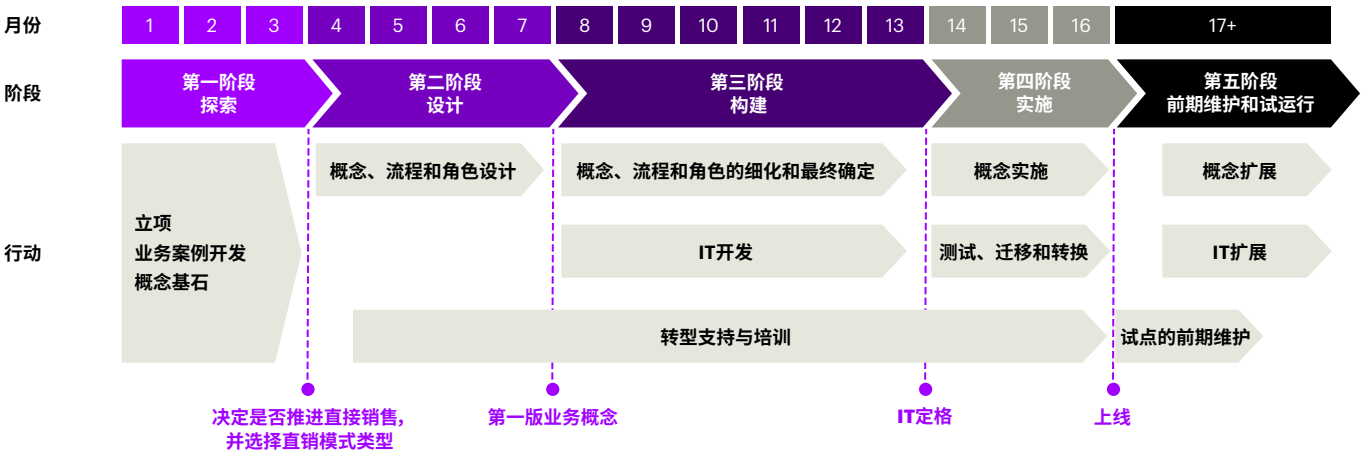 月份
1 2 3 4 5 6 7 8 9 10 11 12 13 14 15 16 17+
阶段
第一阶段
探索
第二阶段
设计
第三阶段
构建
第四阶段
实施
第五阶段
前期维护和试运行
行动
立项
业务案例开发
概念基石
概念、流程和角色设计
概念、流程和角色的细化和最终确定
概念实施
概念扩展
IT开发
测试、迁移和转换
IT扩展
转型支持与培训
试点的前期维护
决定是否推进直接销售,
并选择直销模式类型
第一版业务概念
IT定格
上线